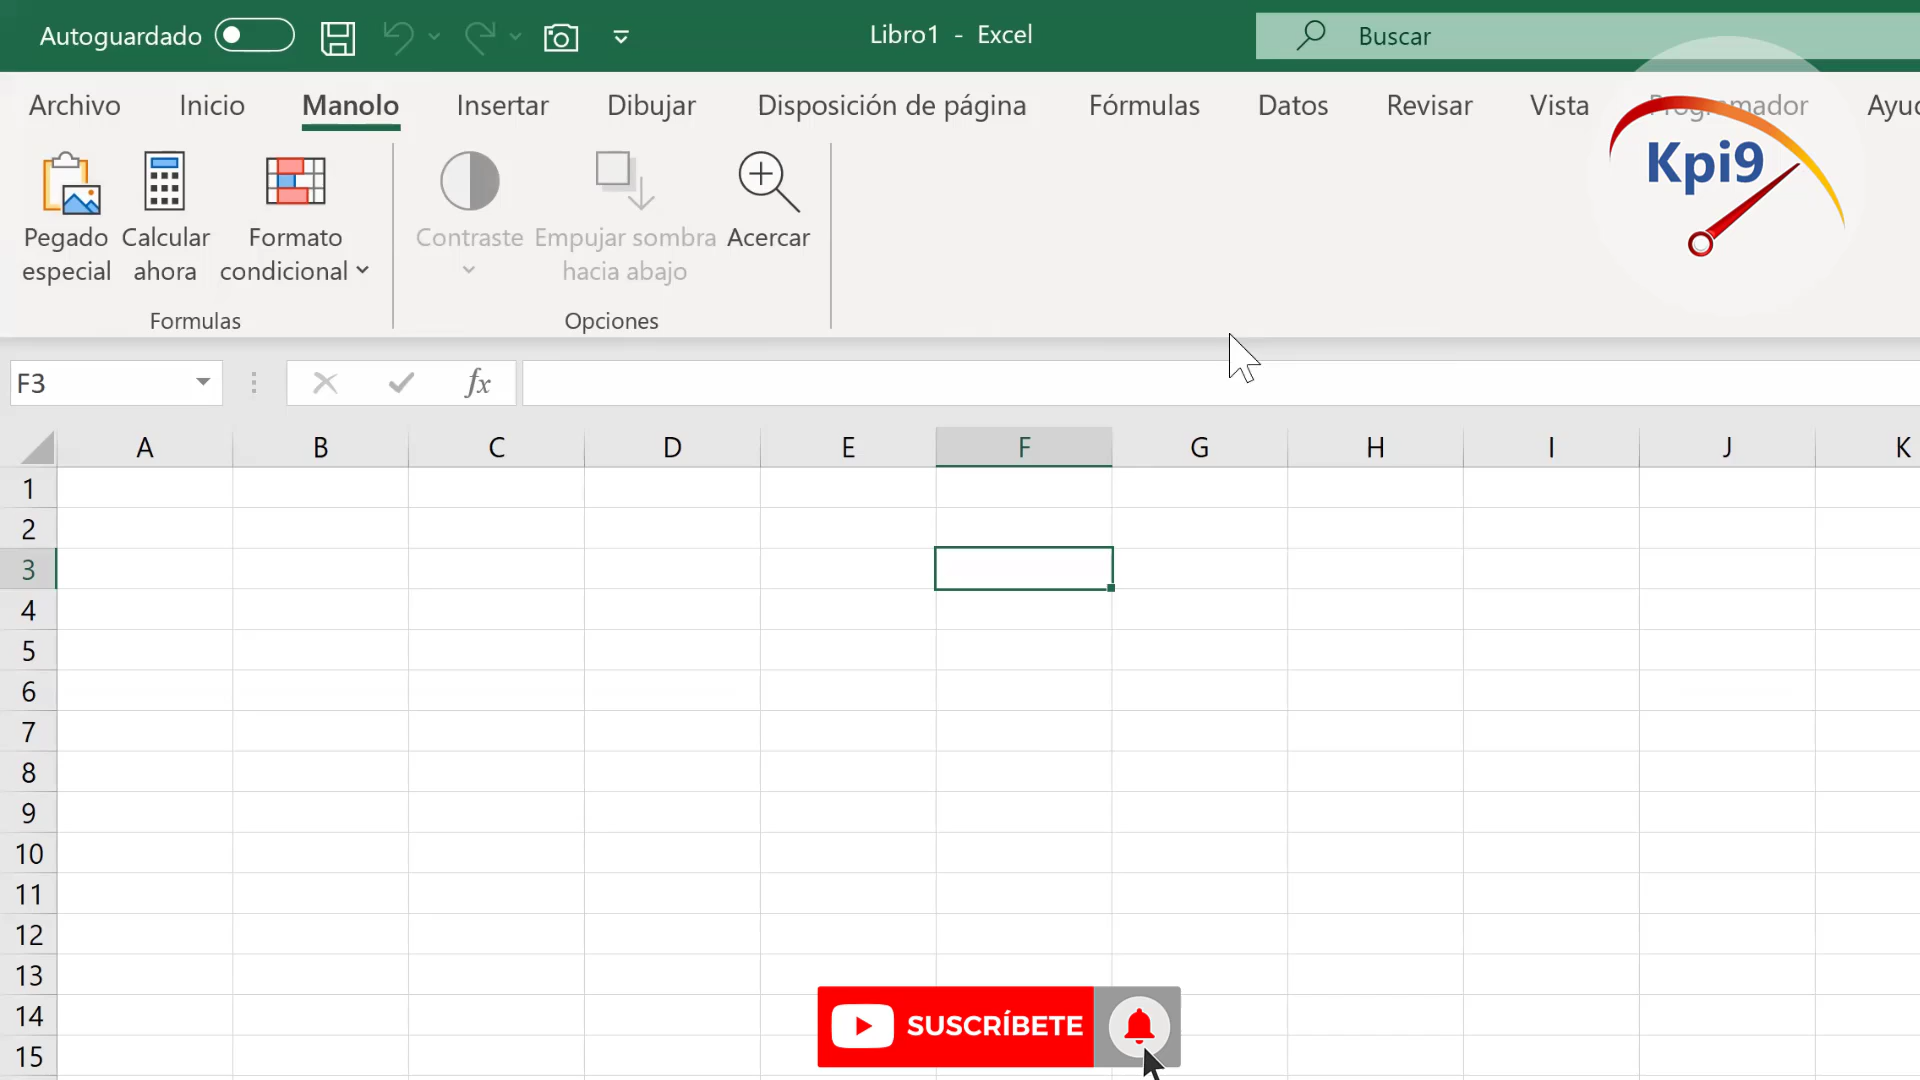 Autoguardado
Libro1 - Excel
Buscar
Archivo Inicio Manolo Insertar Dibujar Disposición de página Fórmulas Datos Revisar Vista Programador
Kpi9
Pegado especial
Calcular ahora
Formato condicional
Contraste
Empujar sombra hacia abajo
Acercar
Formulas
Opciones
F3
fx
A B C D E F G H I J K
1
2
3
4
5
6
7
8
9
10
11
12
13
14
15
SUSCRÍBETE